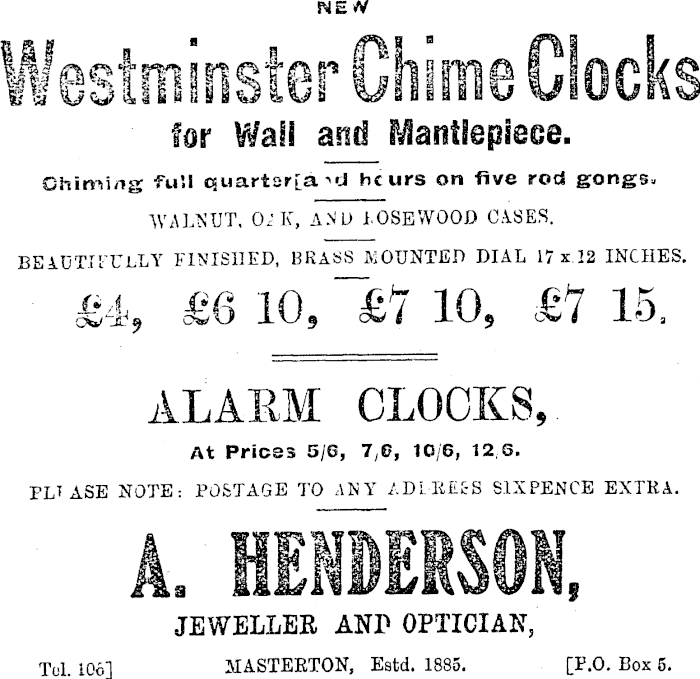 NEW
Westminster Chime Clocks
for Wall and Mantlepiece.
Chiming full quarter and hours on five rod gongs.
WALNUT, OAK, AND ROSEWOOD CASES.
BEAUTIFULLY FINISHED, BRASS MOUNTED DIAL 17 x 12 INCHES.
£4, £6 10, £7 10, £7 15.
ALARM CLOCKS,
At Prices 5/6, 7/6, 10/6, 12/6.
PLEASE NOTE: POSTAGE TO ANY ADDRESS SIXPENCE EXTRA.
A. HENDERSON,
JEWELLER AND OPTICIAN,
Tel. 106] MASTERTON, Estd. 1885. [P.O. Box 5.